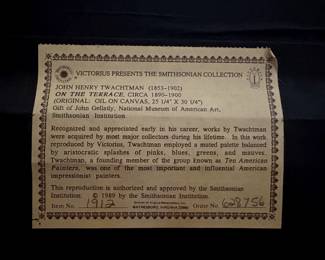 VICTORIUS PRESENTS THE SMITHSONIAN COLLECTION
JOHN HENRY TWACHTMAN (1853-1902)
ON THE TERRACE, CIRCA 1890-1900
(ORIGINAL: OIL ON CANVAS, 25 1/4" X 30 1/4")
Gift of John Gellatly, National Museum of American Art,
Smithsonian Institution
Recognized and appreciated early in his career, works by Twachtman
were acquired by most major collectors during his lifetime. In this work
reproduced by Victorius, Twachtman employed a muted palette balanced
by aristocratic splashes of pinks, blues, greens, and mauves.
Twachtman, a founding member of the group known as Ten American
Painters, was one of the most important and influential American
impressionist painters.
This reproduction is authorized and approved by the Smithsonian
Institution. © 1989 by the Smithsonian Institution.
Item No. 1912 WAYNESBORO, VIRGINIA 22980 Order No. 628756